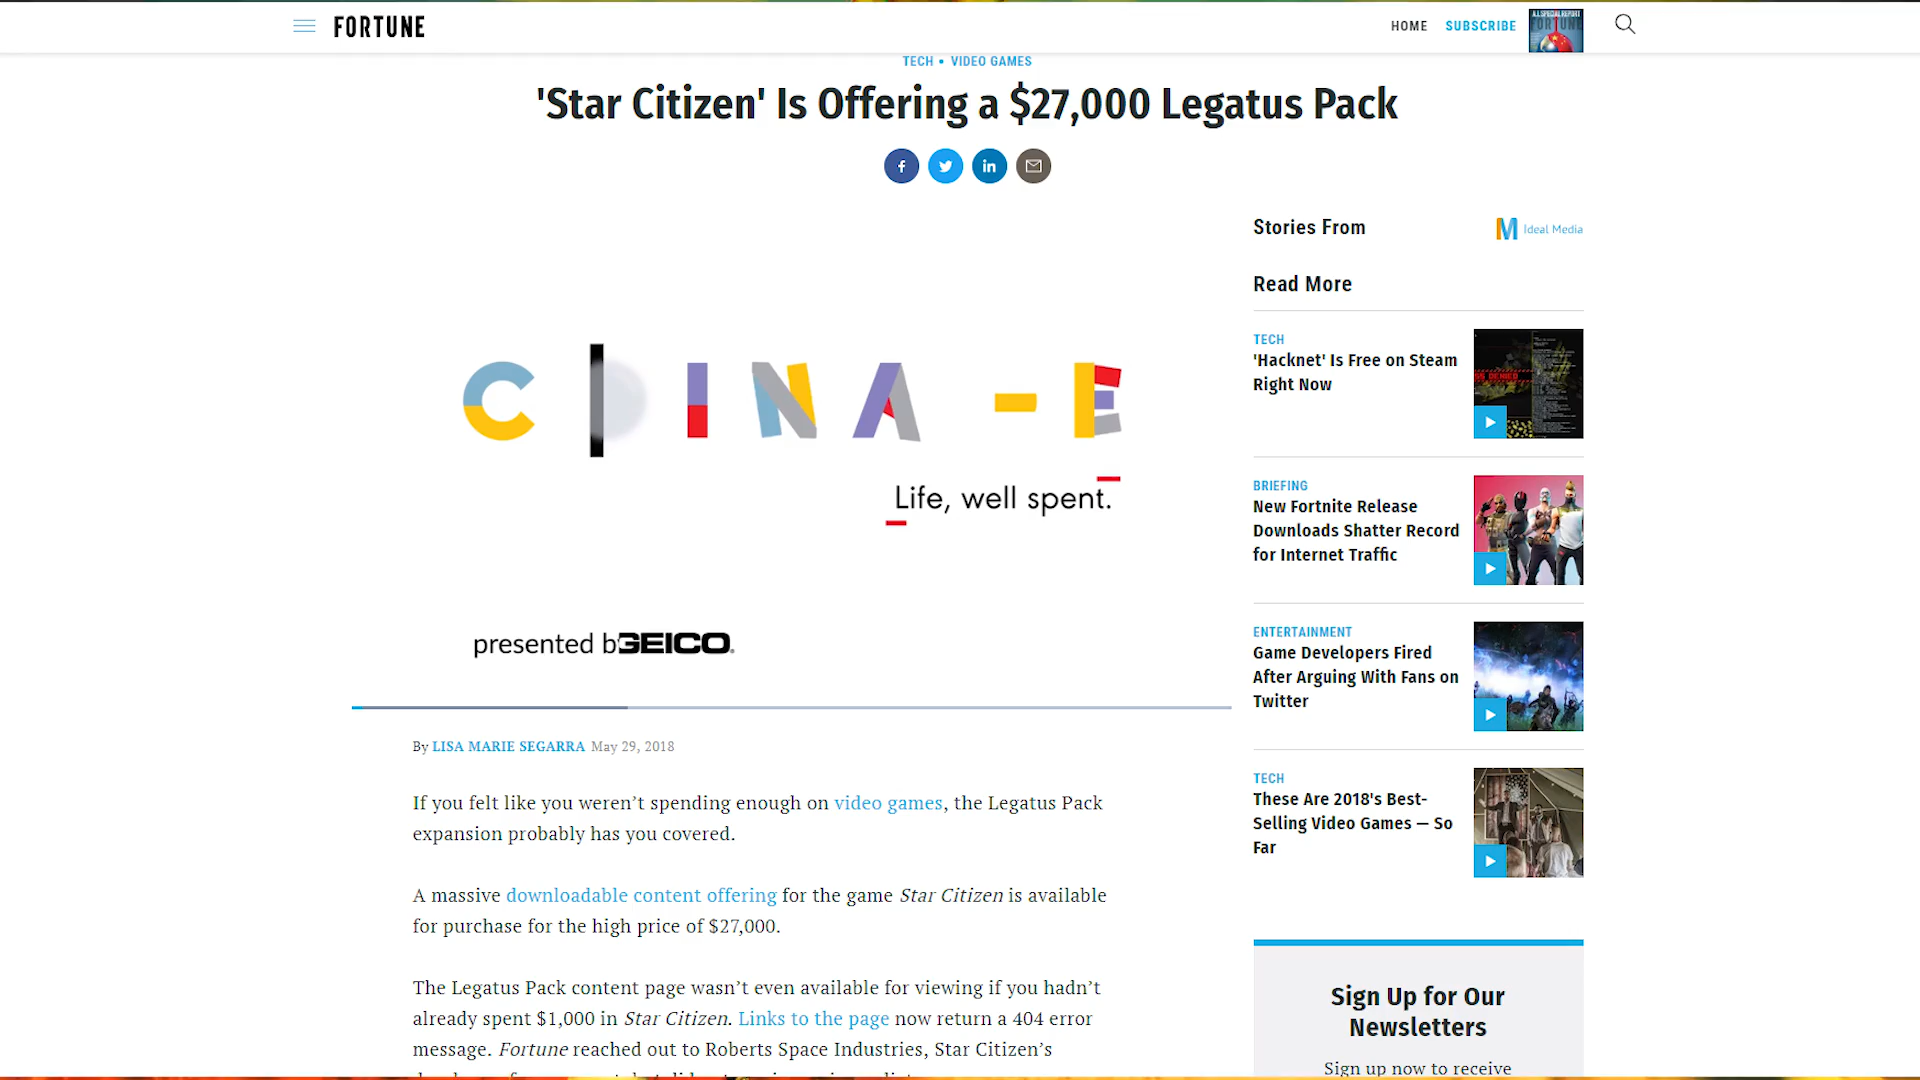 FORTUNE
HOME
SUBSCRIBE
TECH • VIDEO GAMES
'Star Citizen' Is Offering a $27,000 Legatus Pack
Life, well spent.
presented b
GEICO
By LISA MARIE SEGARRA May 29, 2018
If you felt like you weren’t spending enough on video games, the Legatus Pack
expansion probably has you covered.
A massive downloadable content offering for the game Star Citizen is available
for purchase for the high price of $27,000.
The Legatus Pack content page wasn’t even available for viewing if you hadn’t
already spent $1,000 in Star Citizen. Links to the page now return a 404 error
message. Fortune reached out to Roberts Space Industries, Star Citizen’s
Stories From
Ideal Media
Read More
TECH
'Hacknet' Is Free on Steam
Right Now
BRIEFING
New Fortnite Release
Downloads Shatter Record
for Internet Traffic
ENTERTAINMENT
Game Developers Fired
After Arguing With Fans on
Twitter
TECH
These Are 2018's Best-
Selling Video Games — So
Far
Sign Up for Our
Newsletters
Sign up now to receive